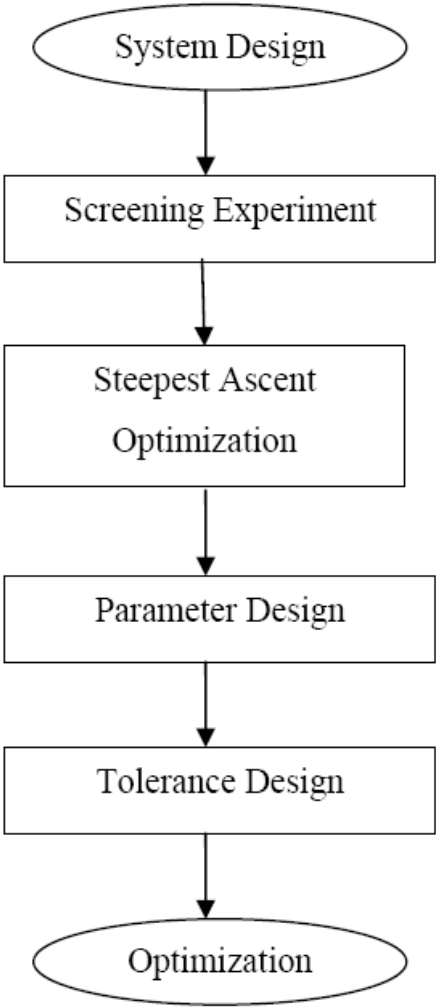 System Design
Screening Experiment
Steepest Ascent
Optimization
Parameter Design
Tolerance Design
Optimization